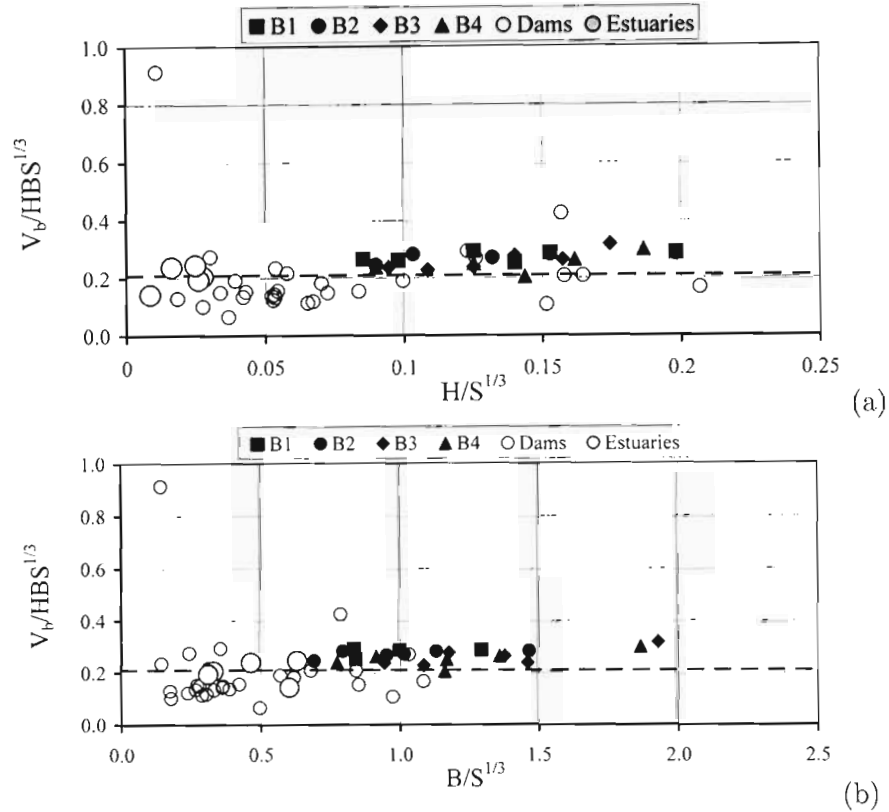 ■ B1 ● B2 ◆ B3 ▲ B4 ○ Dams ○ Estuaries
1.0
0.8
0.6
0.4
0.2
0.0
V_b/HBS^{1/3}
0 0.05 0.1 0.15 0.2 0.25
H/S^{1/3}
(a)
■ B1 ● B2 ◆ B3 ▲ B4 ○ Dams ○ Estuaries
1.0
0.8
0.6
0.4
0.2
0.0
V_b/HBS^{1/3}
0.0 0.5 1.0 1.5 2.0 2.5
B/S^{1/3}
(b)